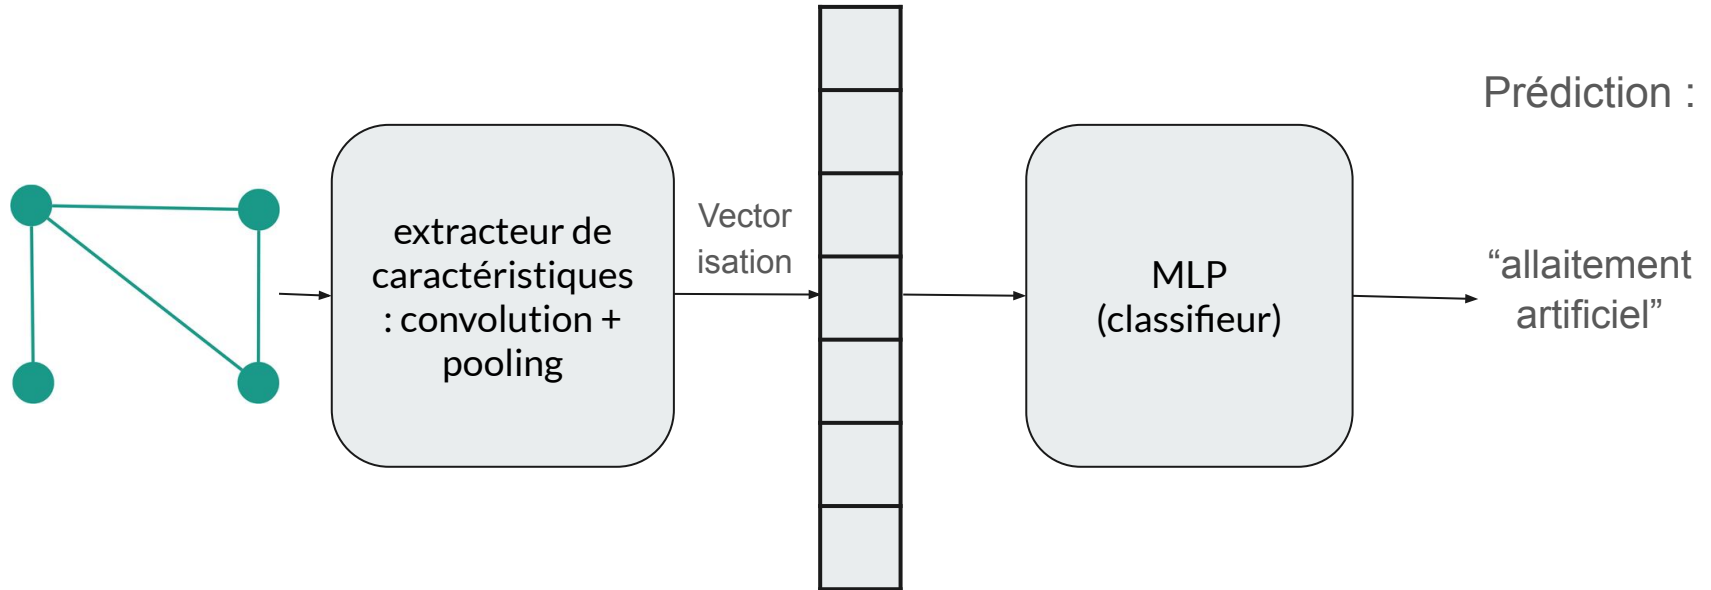 extracteur de
caractéristiques
: convolution +
pooling
Vector
isation
MLP
(classifieur)
Prédiction :
“allaitement
artificiel”